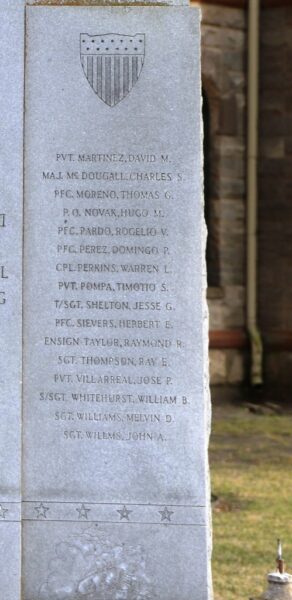 PVT. MARTINEZ, DAVID M.
MAJ. Mc DOUGALL, CHARLES S.
PFC. MORENO, THOMAS G.
P.O. NOVAK, HUGO M.
PFC. PARDO, ROGELIO V.
PFC. PEREZ, DOMINGO P.
CPL. PERKINS, WARREN L.
PVT. POMPA, TIMOTIO S.
T/SGT. SHELTON, JESSE G.
PFC. SIEVERS, HERBERT E.
ENSIGN TAYLOR, RAYMOND R.
SGT. THOMPSON, RAY E.
PVT. VILLARREAL, JOSE P.
S/SGT. WHITEHURST, WILLIAM B.
SGT. WILLIAMS, MELVIN D.
SGT. WILLMS, JOHN A.